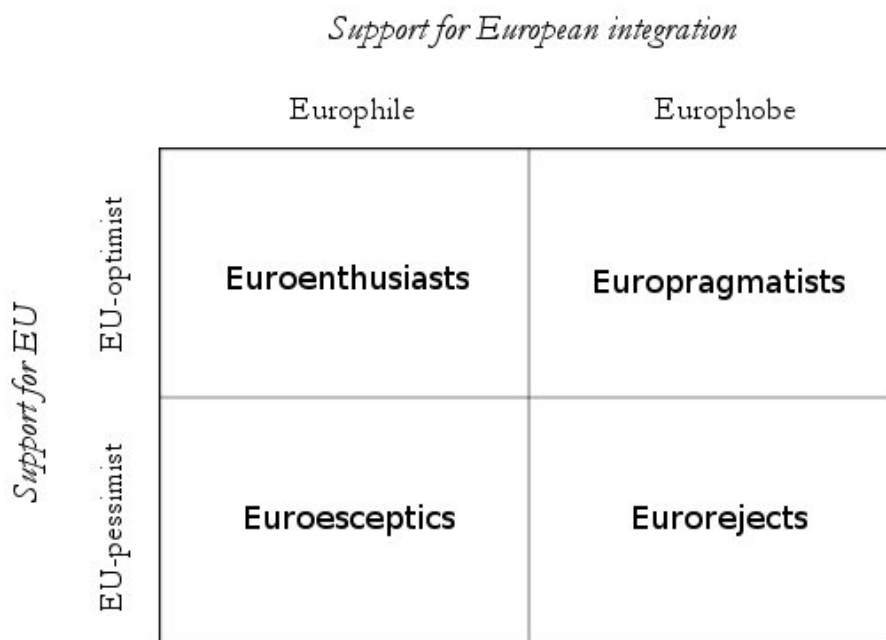 Support for European integration
Europhile Europhobe
Support for EU
EU-optimist
Euroenthusiasts Europragmatists
EU-pessimist
Euroesceptics Eurorejects